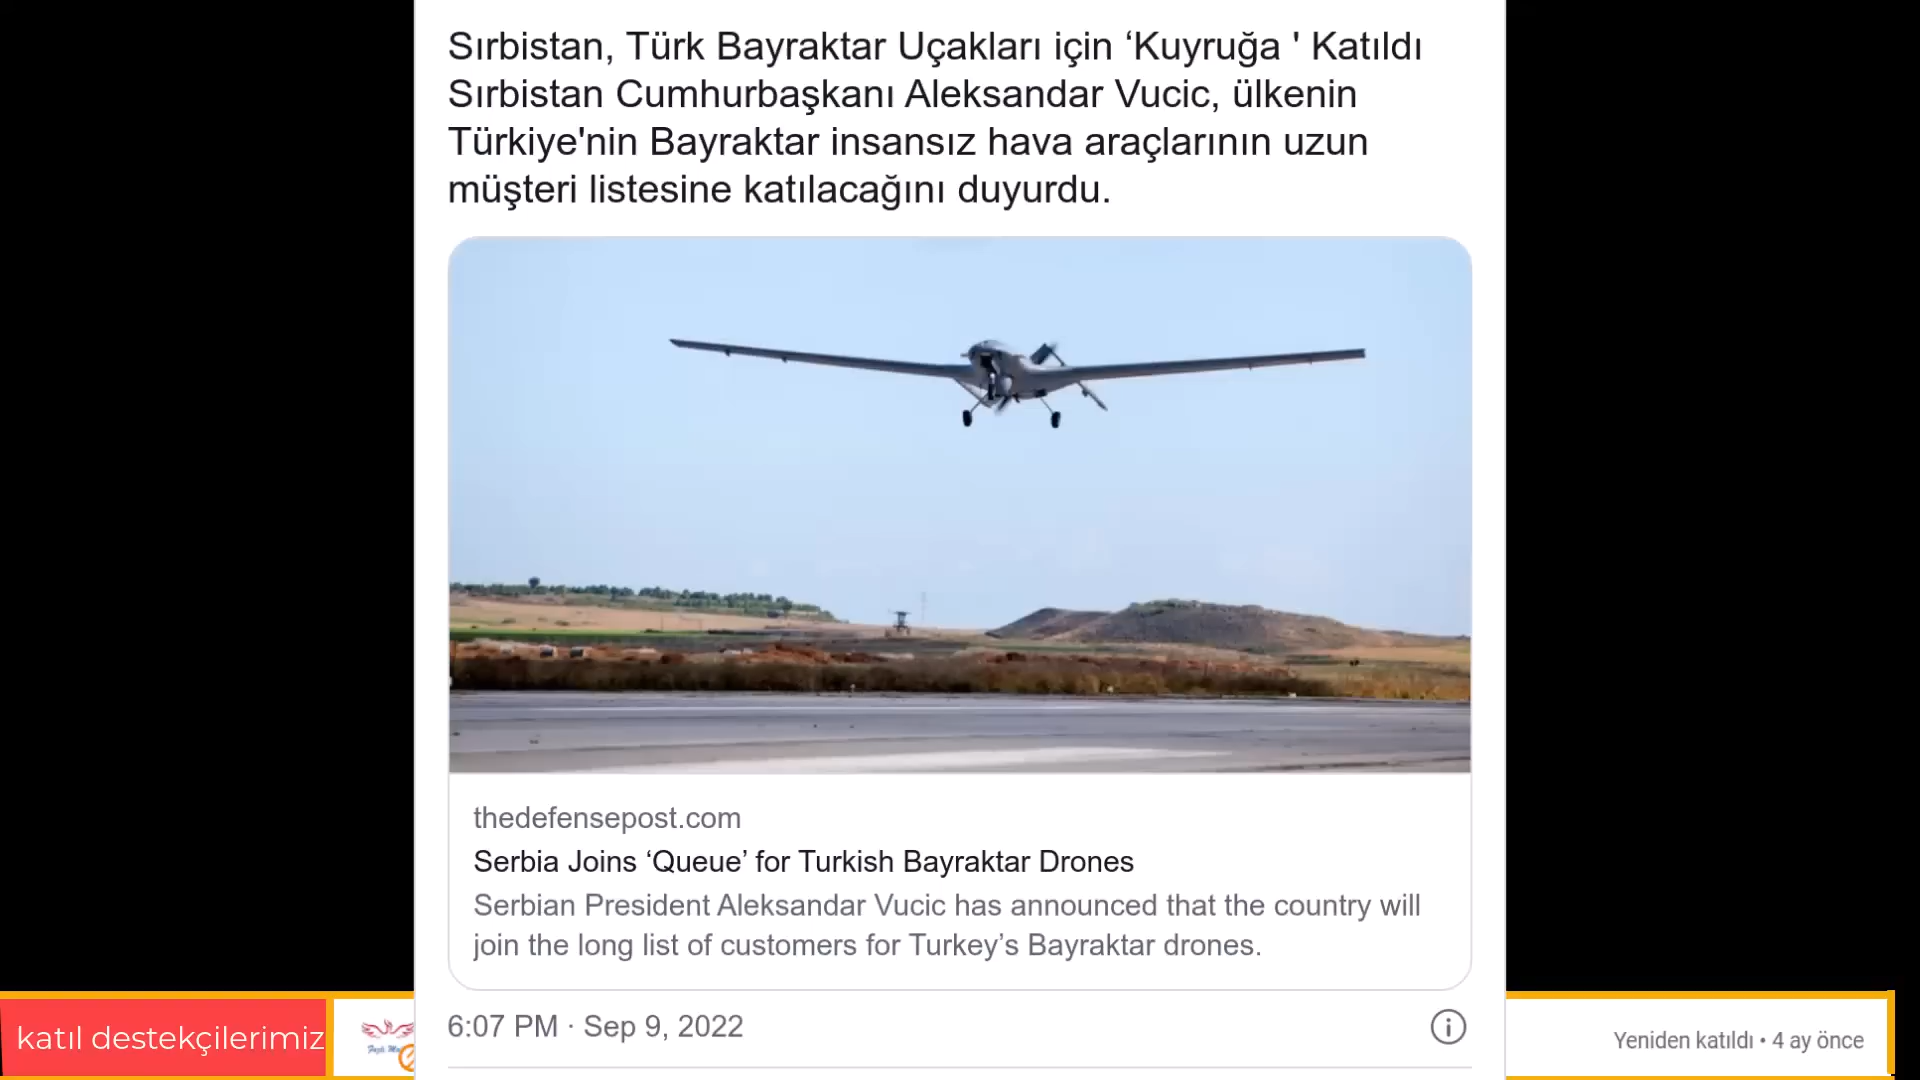 Sırbistan, Türk Bayraktar Uçakları için ‘Kuyruğa ' Katıldı
Sırbistan Cumhurbaşkanı Aleksandar Vucic, ülkenin
Türkiye'nin Bayraktar insansız hava araçlarının uzun
müşteri listesine katılacağını duyurdu.
thedefensepost.com
Serbia Joins ‘Queue’ for Turkish Bayraktar Drones
Serbian President Aleksandar Vucic has announced that the country will
join the long list of customers for Turkey’s Bayraktar drones.
6:07 PM · Sep 9, 2022
katıl destekçilerimiz
Yeniden katıldı • 4 ay önce